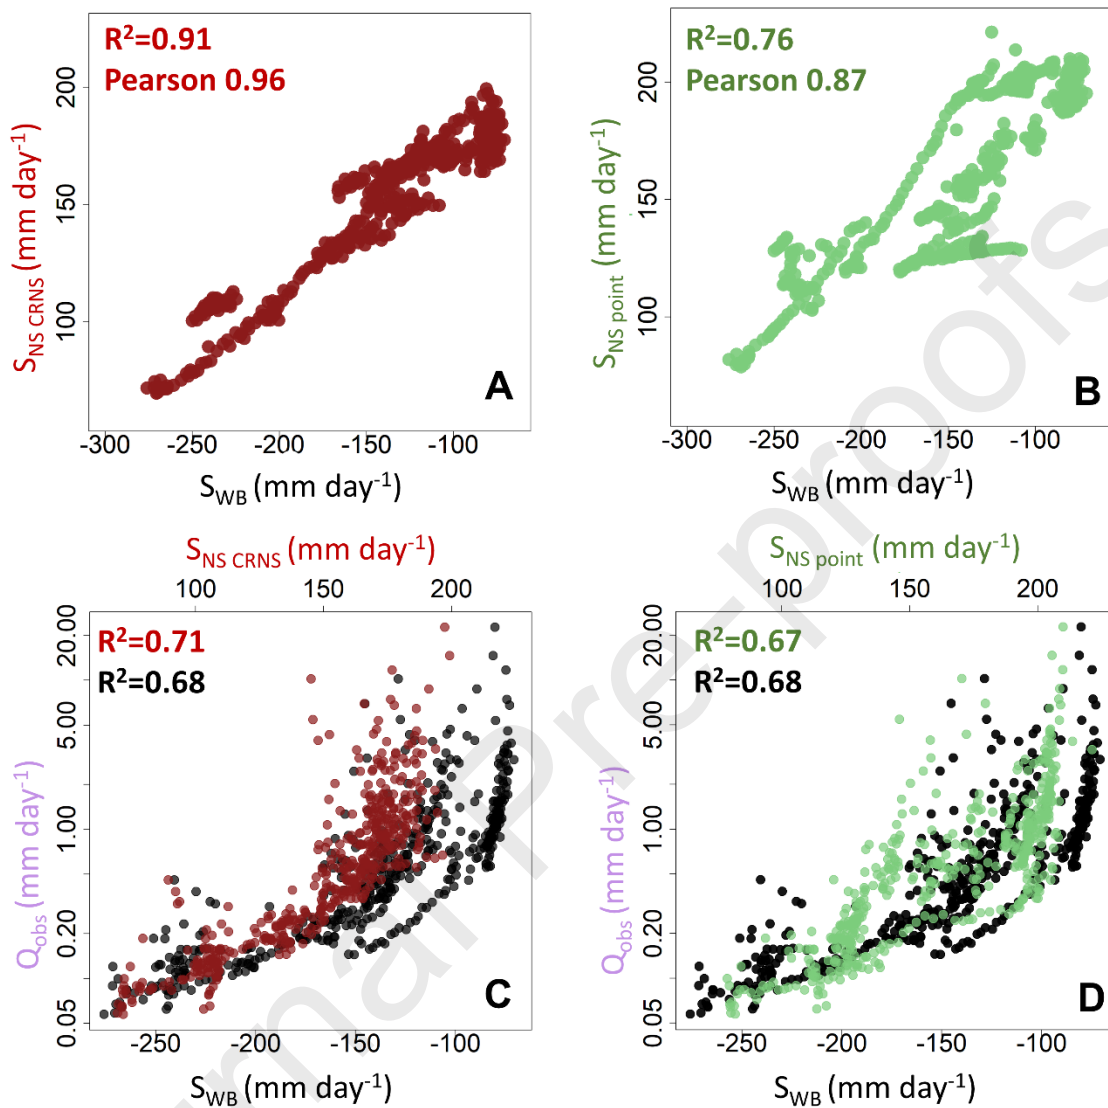 R²=0.91
Pearson 0.96
S_NS CRNS (mm day⁻¹)
200
150
100
A
-300 -250 -200 -150 -100
S_WB (mm day⁻¹)
R²=0.76
Pearson 0.87
S_NS point (mm day⁻¹)
200
150
100
B
-300 -250 -200 -150 -100
S_WB (mm day⁻¹)
S_NS CRNS (mm day⁻¹)
100 150 200
R²=0.71
R²=0.68
Q_obs (mm day⁻¹)
20.00
5.00
1.00
0.20
0.05
C
-250 -200 -150 -100
S_WB (mm day⁻¹)
S_NS point (mm day⁻¹)
100 150 200
R²=0.67
R²=0.68
Q_obs (mm day⁻¹)
20.00
5.00
1.00
0.20
0.05
D
-250 -200 -150 -100
S_WB (mm day⁻¹)
rnal Pre-proofs